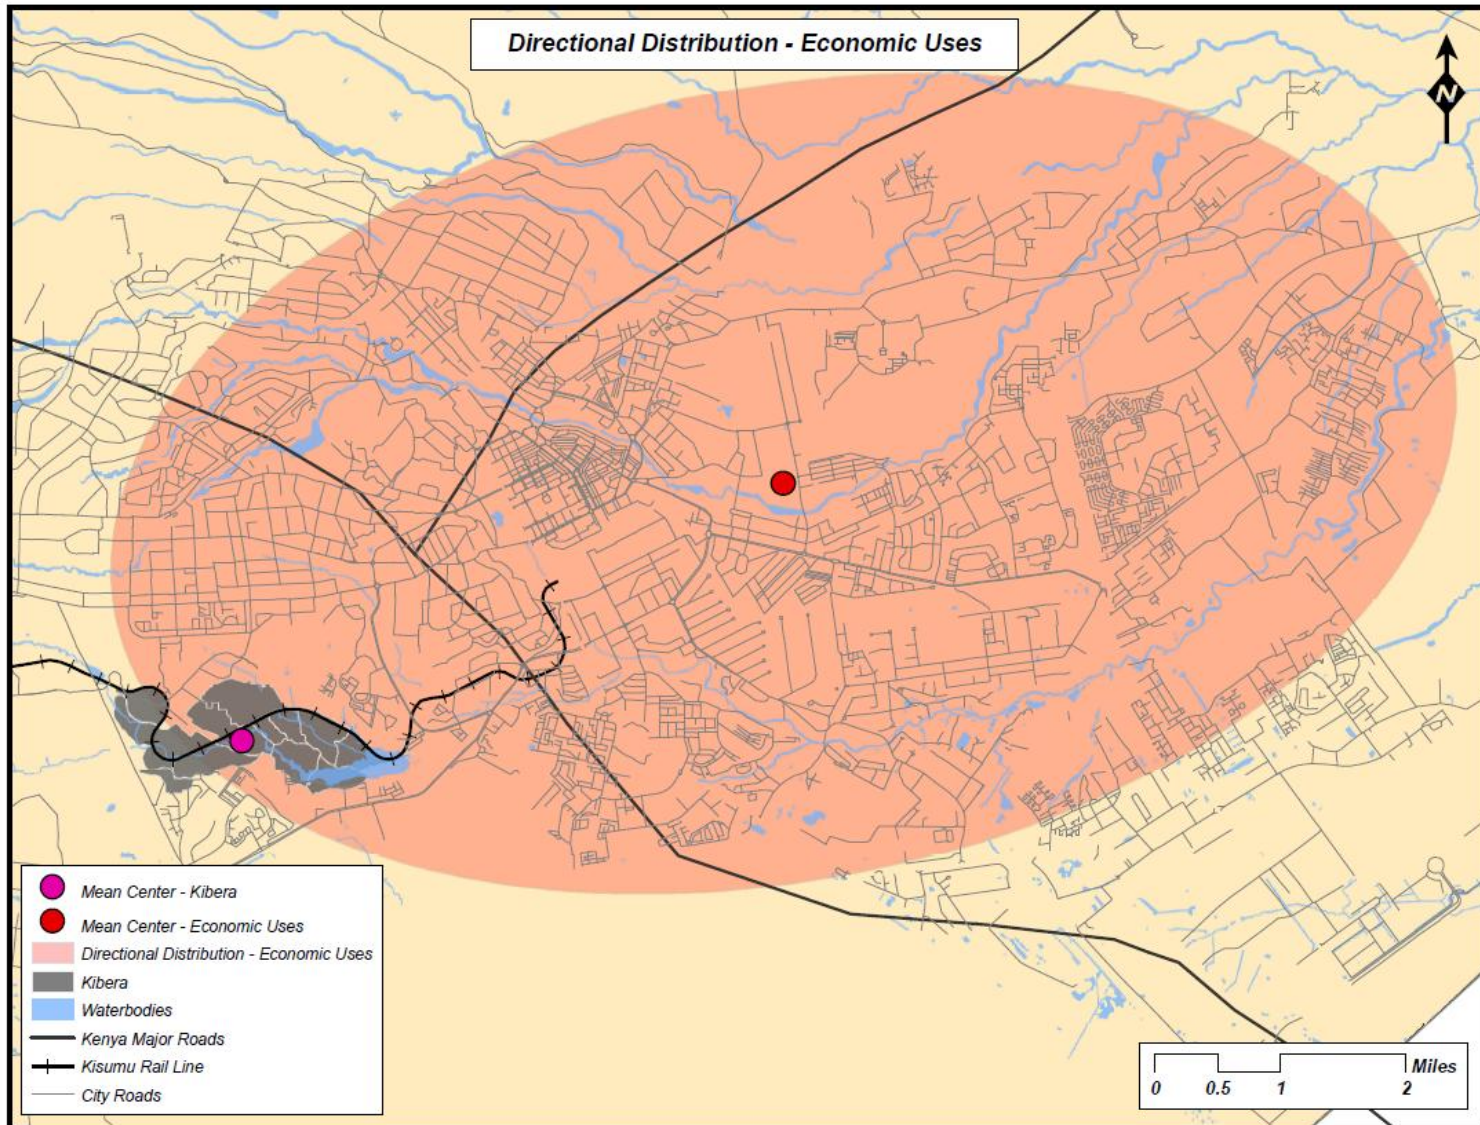 Directional Distribution - Economic Uses
N
Mean Center - Kibera
Mean Center - Economic Uses
Directional Distribution - Economic Uses
Kibera
Waterbodies
Kenya Major Roads
Kisumu Rail Line
City Roads
Miles
0 0.5 1 2